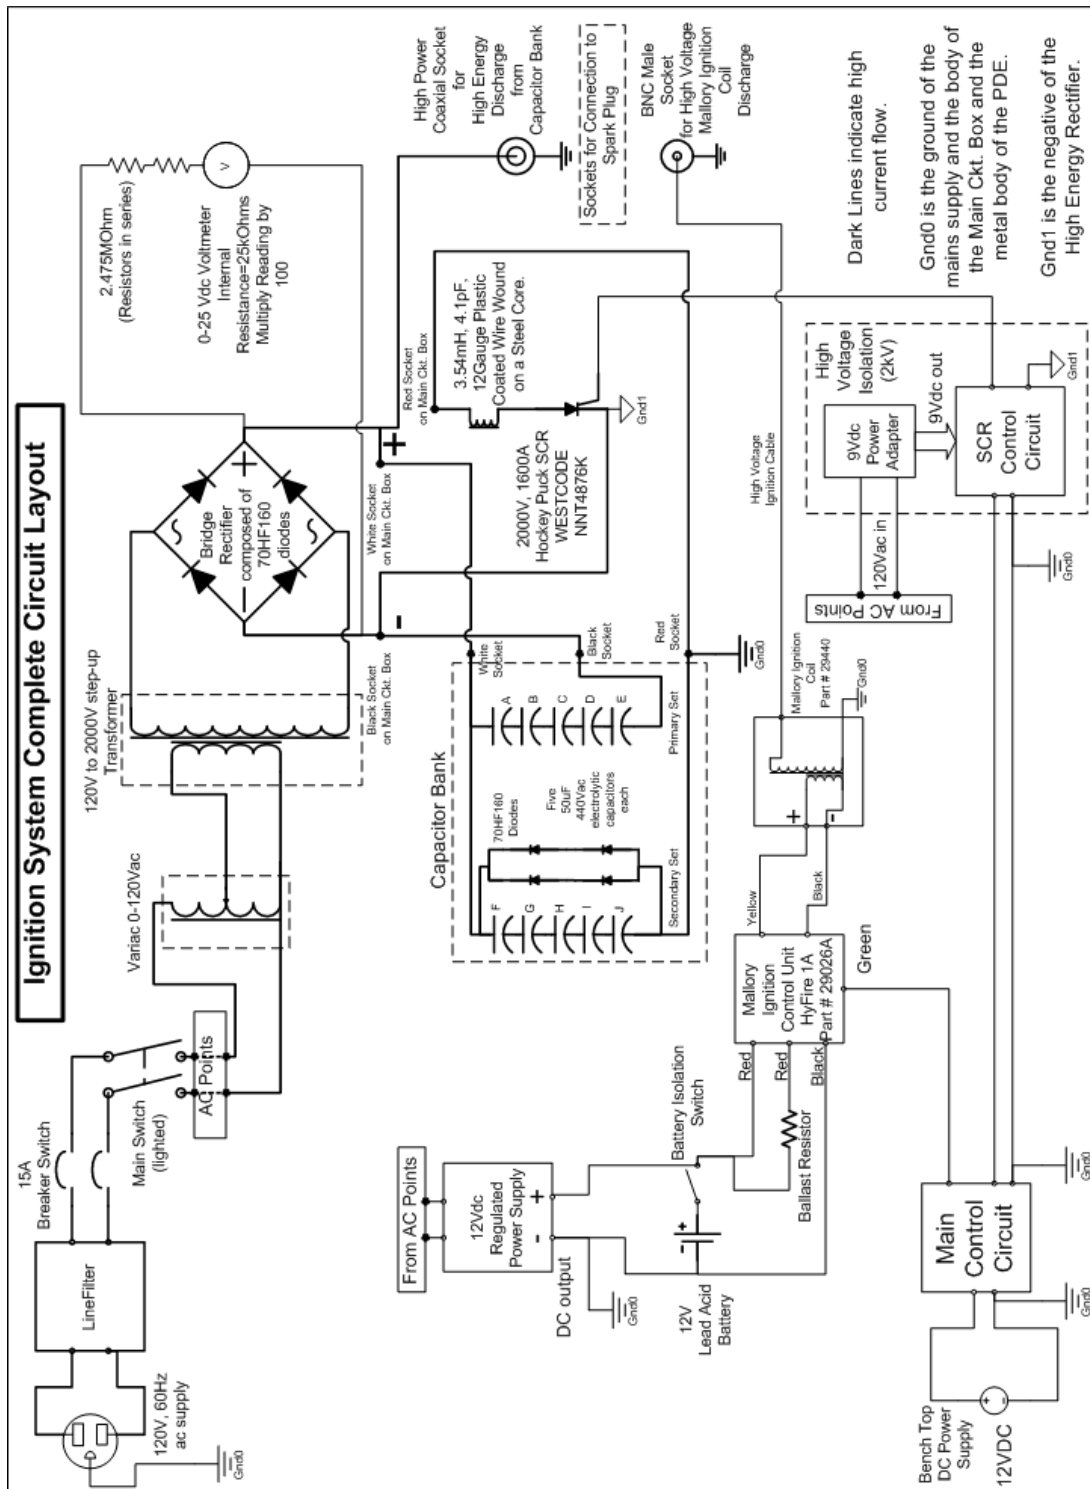 Ignition System Complete Circuit Layout
120V, 60Hz
ac supply
Gnd0
LineFilter
15A
Breaker Switch
Main Switch
(lighted)
AC Points
Variac 0-120Vac
120V to 2000V step-up
Transformer
Bridge
Rectifier
composed of
70HF160
diodes
+
-
~
~
2.475MOhm
(Resistors in series)
V
0-25 Vdc Voltmeter
Internal
Resistance=25kOhms
Multiply Reading by
100
Black Socket
on Main Ckt. Box
White Socket
on Main Ckt. Box
Red Socket
on Main Ckt. Box
-
+
High Power
Coaxial Socket
for
High Energy
Discharge
from
Capacitor Bank
Sockets for Connection to
Spark Plug
BNC Male
Socket
for High Voltage
Mallory Ignition
Coil
Discharge
3.54mH, 4.1pF,
12Gauge Plastic
Coated Wire Wound
on a Steel Core.
2000V, 1600A
Hockey Puck SCR
WESTCODE
NNT4876K
Gnd1
Capacitor Bank
White
Socket
Black
Socket
Red
Socket
Gnd0
F
G
H
I
J
Secondary Set
70HF160
Diodes
Five
50uF
440Vac
electrolytic
capacitors
each
A
B
C
D
E
Primary Set
From AC Points
12Vdc
Regulated
Power Supply
-
+
DC output
Gnd0
12V
Lead Acid
Battery
-
+
Battery Isolation
Switch
Ballast Resistor
Red
Red
Black
Mallory
Ignition
Control Unit
HyFire 1A
Part # 29026A
Green
Yellow
Black
+
-
Mallory Ignition
Coil
Part # 29440
Gnd0
High Voltage
Ignition Cable
From AC Points
120Vac in
9Vdc
Power
Adapter
9Vdc out
High
Voltage
Isolation
(2kV)
SCR
Control
Circuit
Gnd1
Gnd0
Dark Lines indicate high
current flow.
Gnd0 is the ground of the
mains supply and the body of
the Main Ckt. Box and the
metal body of the PDE.
Gnd1 is the negative of the
High Energy Rectifier.
Bench Top
DC Power
Supply
12VDC
+
-
Main
Control
Circuit
Gnd0
Gnd0